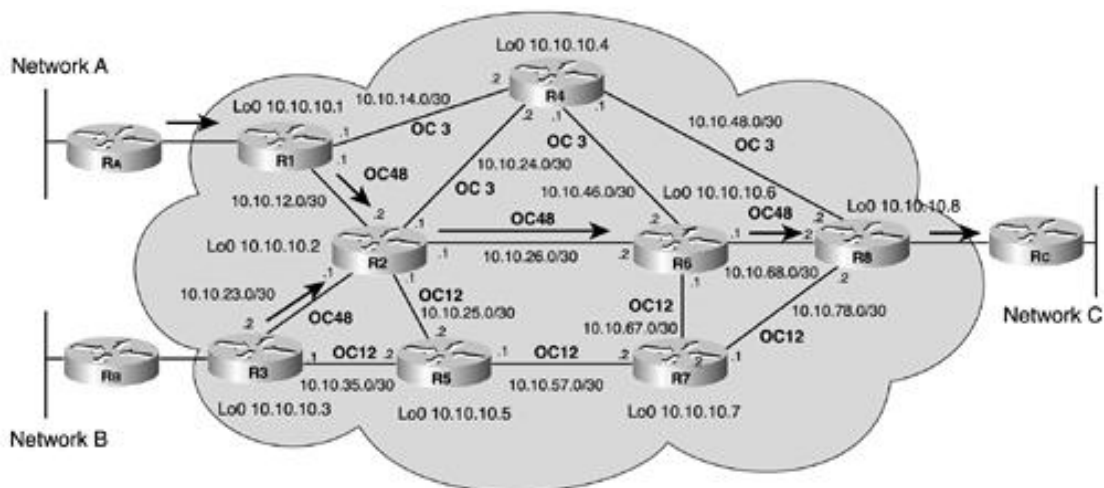 Lo0 10.10.10.4
Network A
R4
.2
.1
10.10.14.0/30
Lo0 10.10.10.1
.2
.1
10.10.48.0/30
RA
R1
.1
OC 3
OC 3
OC 3
.1
10.10.24.0/30
OC48
OC 3
10.10.46.0/30
Lo0 10.10.10.6
10.10.12.0/30
.2
.1
.2
.1
OC48
.2
Lo0 10.10.10.8
OC48
Lo0 10.10.10.2
R2
R6
.2
R8
RC
.1
.2
10.10.26.0/30
.1
10.10.68.0/30
.2
10.10.23.0/30
.1
.1
OC12
10.10.25.0/30
OC12
10.10.67.0/30
10.10.78.0/30
Network C
.2
OC48
.2
OC12
RB
R3
.1
OC12
.2
R5
.1
OC12
.2
R7
.2
.1
10.10.35.0/30
10.10.57.0/30
Lo0 10.10.10.3
Lo0 10.10.10.5
Lo0 10.10.10.7
Network B